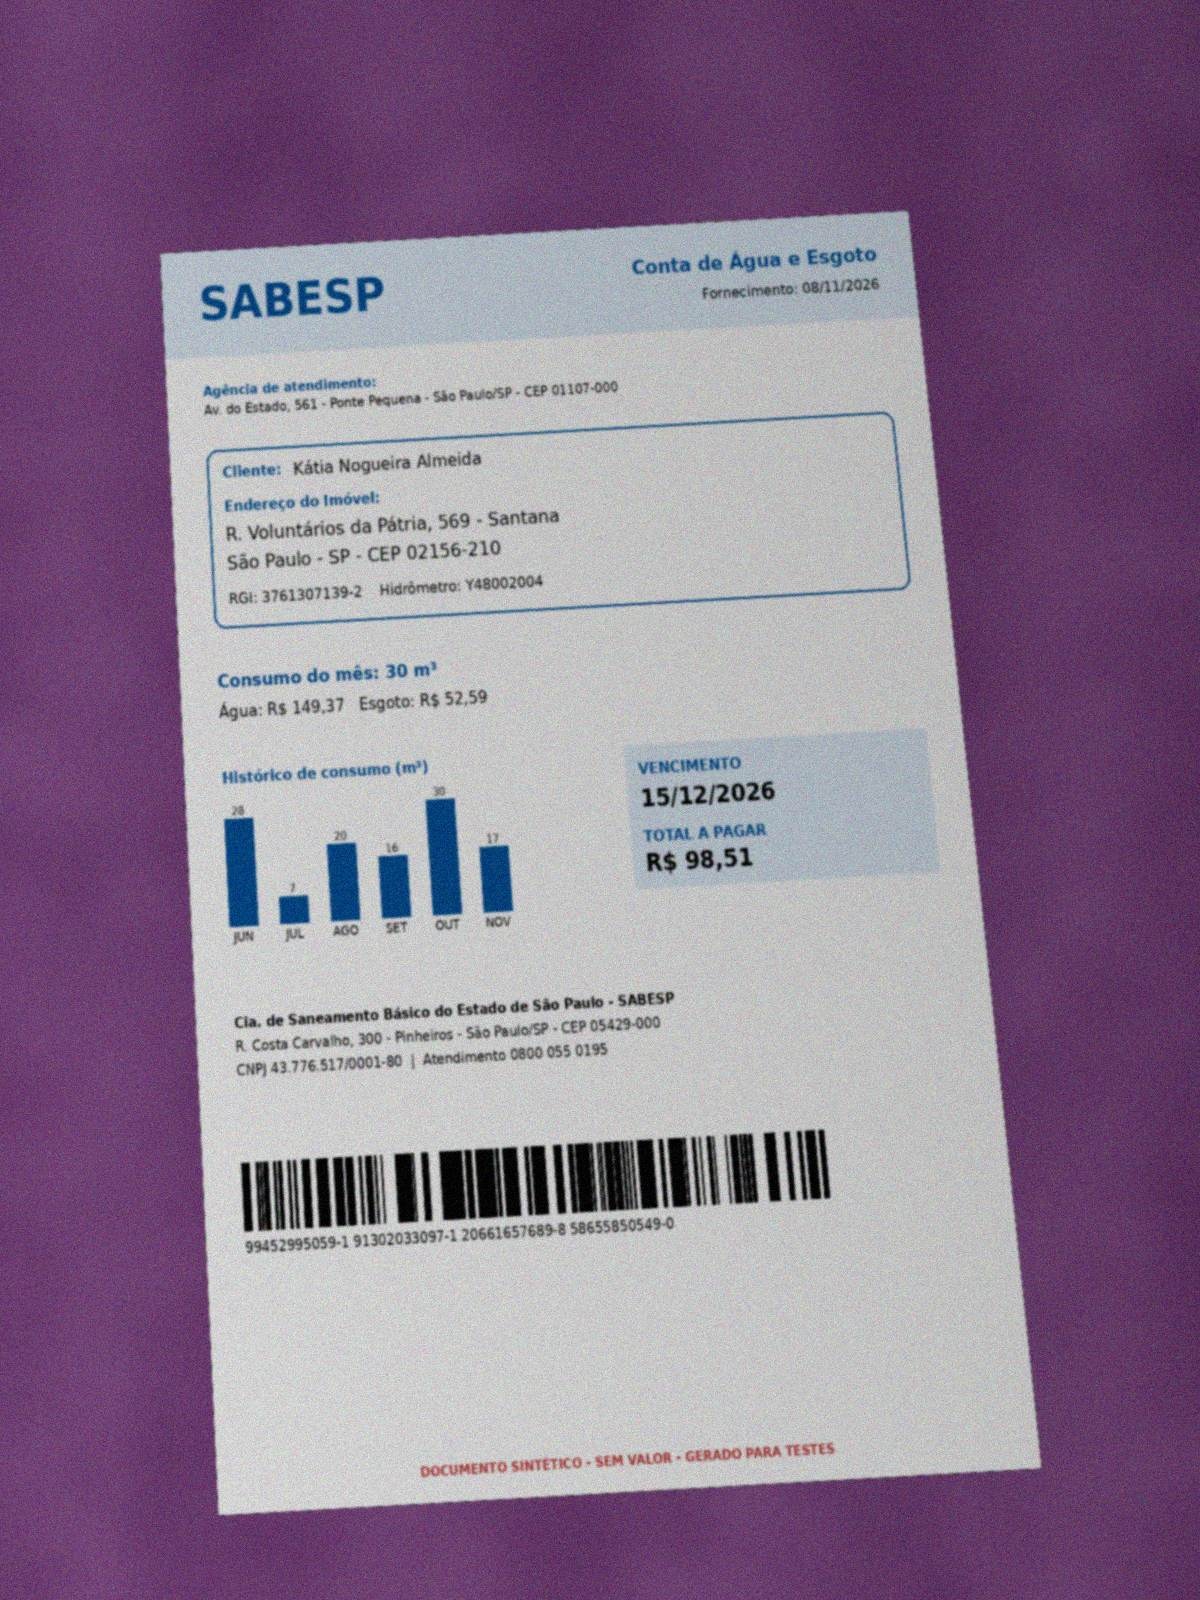 SABESP
Conta de Água e Esgoto
Fornecimento: 08/11/2026
Agência de atendimento:
Av. do Estado, 561 - Ponte Pequena - São Paulo/SP - CEP 01107-000
Cliente: Kátia Nogueira Almeida
Endereço do Imóvel:
R. Voluntários da Pátria, 569 - Santana
São Paulo - SP - CEP 02156-210
RGI: 3761307139-2 Hidrômetro: Y48002004
Consumo do mês: 30 m³
Água: R$ 149,37 Esgoto: R$ 52,59
Histórico de consumo (m³)
28 7 20 16 30 17
JUN JUL AGO SET OUT NOV
VENCIMENTO
15/12/2026
TOTAL A PAGAR
R$ 98,51
Cia. de Saneamento Básico do Estado de São Paulo - SABESP
R. Costa Carvalho, 300 - Pinheiros - São Paulo/SP - CEP 05429-000
CNPJ 43.776.517/0001-80 | Atendimento 0800 055 0195
99452995059-1 91302033097-1 20661657689-8 58655850549-0
DOCUMENTO SINTÉTICO - SEM VALOR - GERADO PARA TESTES